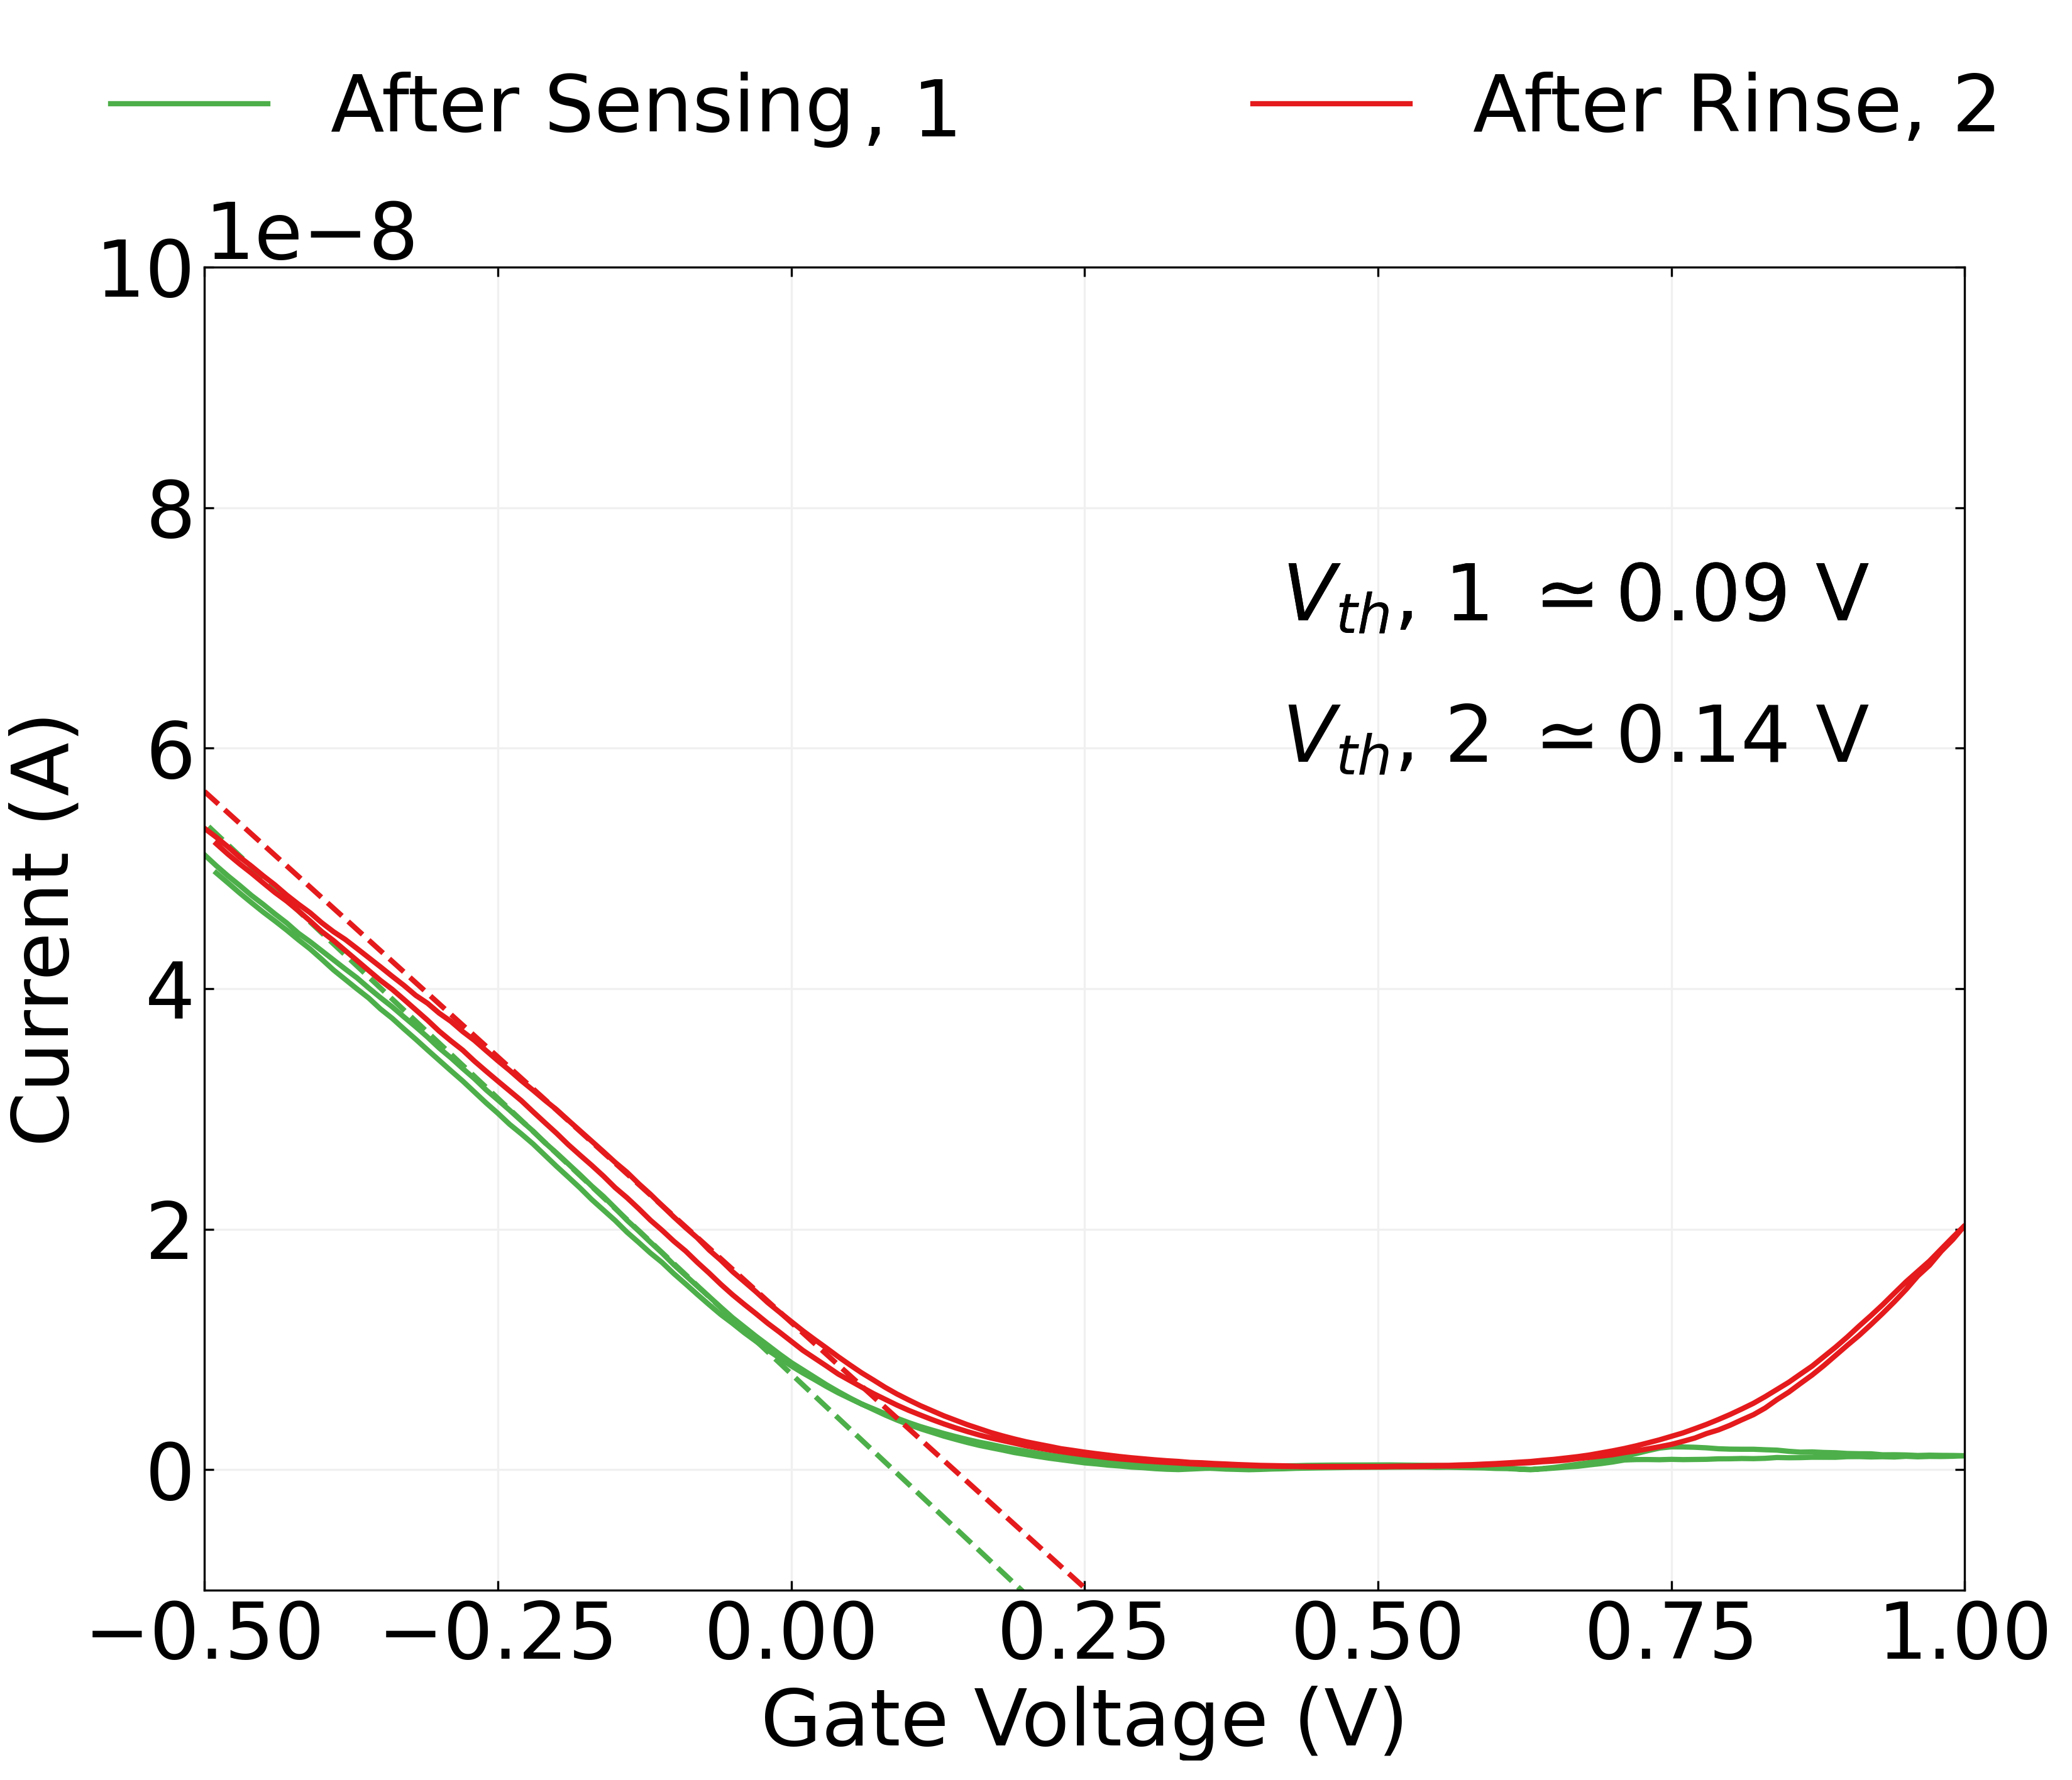 After Sensing, 1
After Rinse, 2
1e−8
10
8
6
4
2
0
Current (A)
V_th, 1 ≃0.09 V
V_th, 2 ≃0.14 V
−0.50 −0.25 0.00 0.25 0.50 0.75 1.00
Gate Voltage (V)